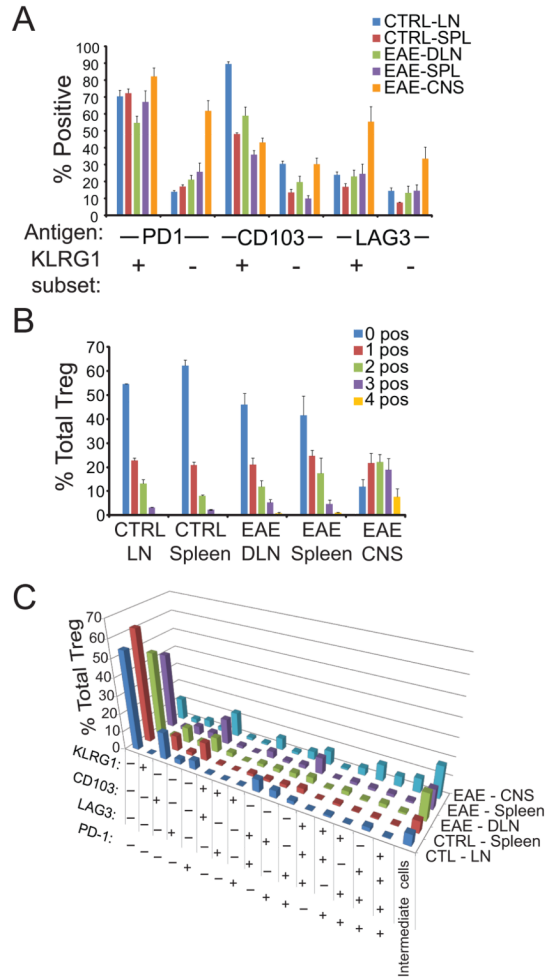 A
CTRL-LN
CTRL-SPL
EAE-DLN
EAE-SPL
EAE-CNS
% Positive
100
90
80
70
60
50
40
30
20
10
0
Antigen: —PD1— —CD103— —LAG3—
KLRG1 subset: + - + - + -
B
0 pos
1 pos
2 pos
3 pos
4 pos
% Total Treg
70
60
50
40
30
20
10
0
CTRL LN
CTRL Spleen
EAE DLN
EAE Spleen
EAE CNS
C
% Total Treg
70
60
50
40
30
20
10
0
KLRG1:
CD103:
LAG3:
PD-1:
EAE - CNS
EAE - Spleen
EAE - DLN
CTRL - Spleen
CTL - LN
Intermediate cells